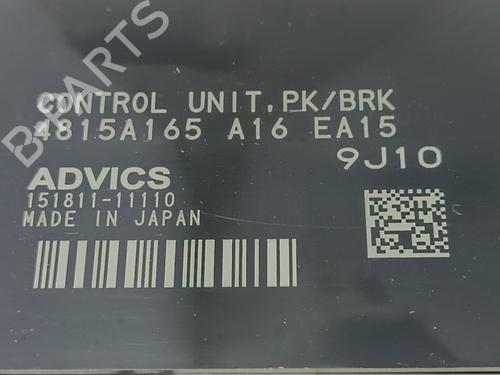 B-PARTS
CONTROL UNIT,PK/BRK
4815A165 A16 EA15
9J10
ADVICS
151811-11110
MADE IN JAPAN